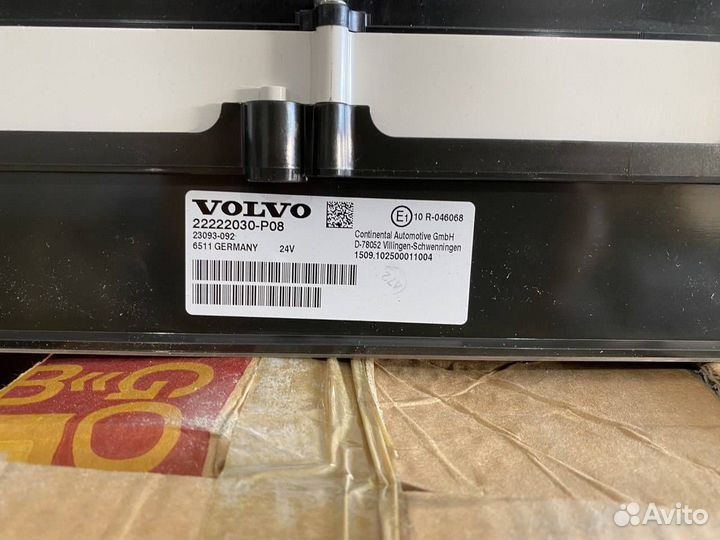 VOLVO
22222030-P08
23093-092
6511 GERMANY 24V
E1 10 R-046068
Continental Automotive GmbH
D-78052 Villingen-Schwenningen
1509.102500011004
Avito